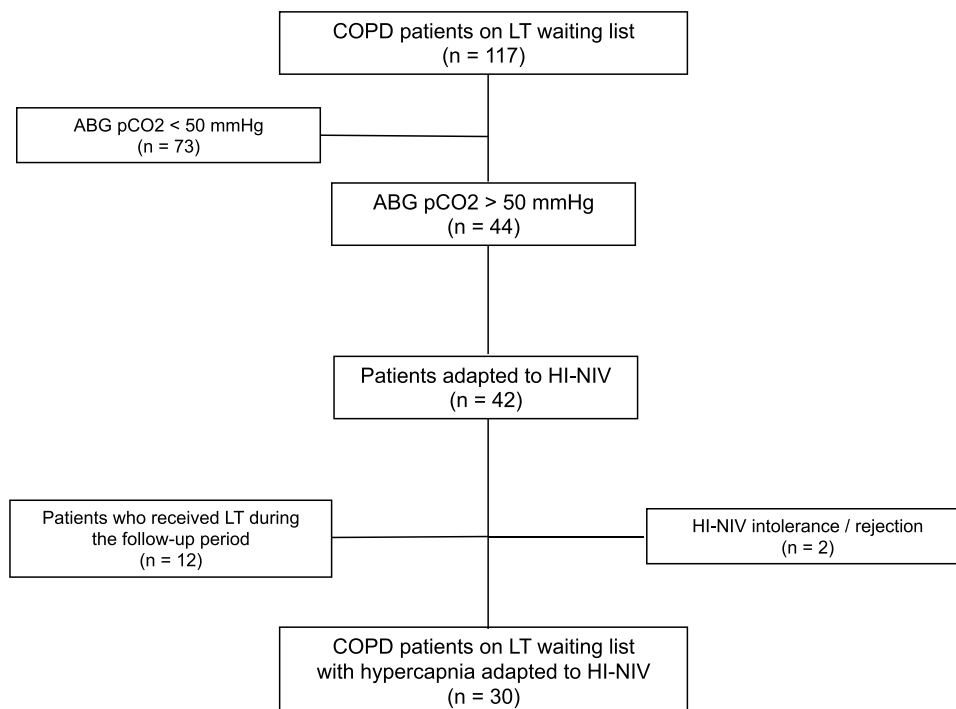 COPD patients on LT waiting list
(n = 117)
ABG pCO2 < 50 mmHg
(n = 73)
ABG pCO2 > 50 mmHg
(n = 44)
Patients adapted to HI-NIV
(n = 42)
Patients who received LT during
the follow-up period
(n = 12)
HI-NIV intolerance / rejection
(n = 2)
COPD patients on LT waiting list
with hypercapnia adapted to HI-NIV
(n = 30)